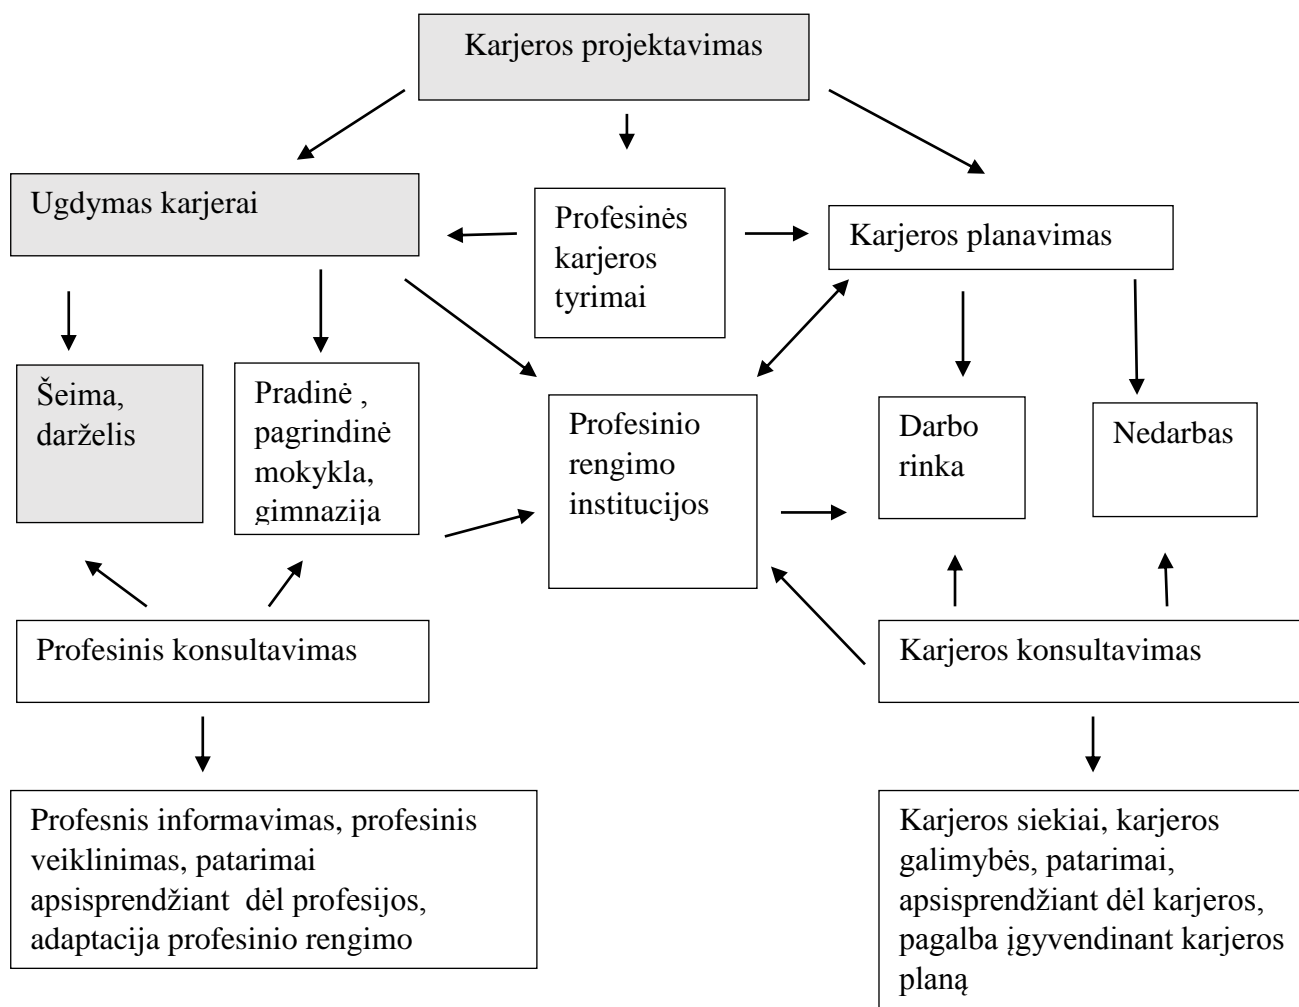 Karjeros projektavimas
Ugdymas karjerai
Profesinės
karjeros
tyrimai
Karjeros planavimas
Šeima,
darželis
Pradinė ,
pagrindinė
mokykla,
gimnazija
Profesinio
rengimo
institucijos
Darbo
rinka
Nedarbas
Profesinis konsultavimas
Karjeros konsultavimas
Profesnis informavimas, profesinis
veiklinimas, patarimai
apsisprendžiant  dėl profesijos,
adaptacija profesinio rengimo
Karjeros siekiai, karjeros
galimybės, patarimai,
apsisprendžiant dėl karjeros,
pagalba įgyvendinant karjeros
planą